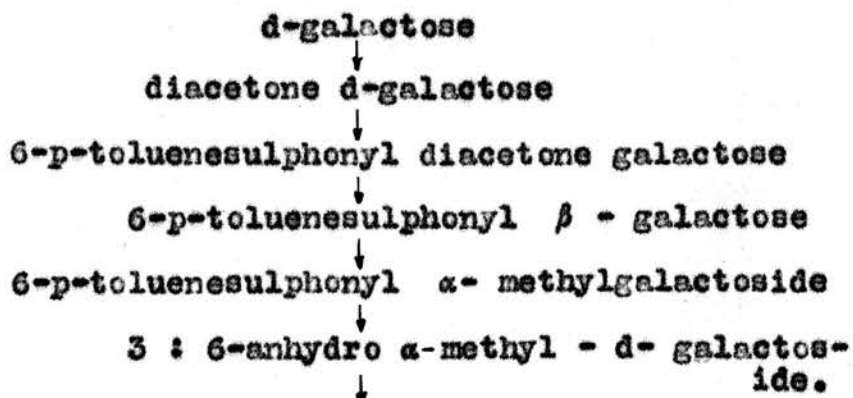 d-galactose
↓
diacetone d-galactose
↓
6-p-toluenesulphonyl diacetone galactose
↓
6-p-toluenesulphonyl β - galactose
↓
6-p-toluenesulphonyl α- methylgalactoside
↓
3 : 6-anhydro α-methyl - d- galactos-
ide.
↓